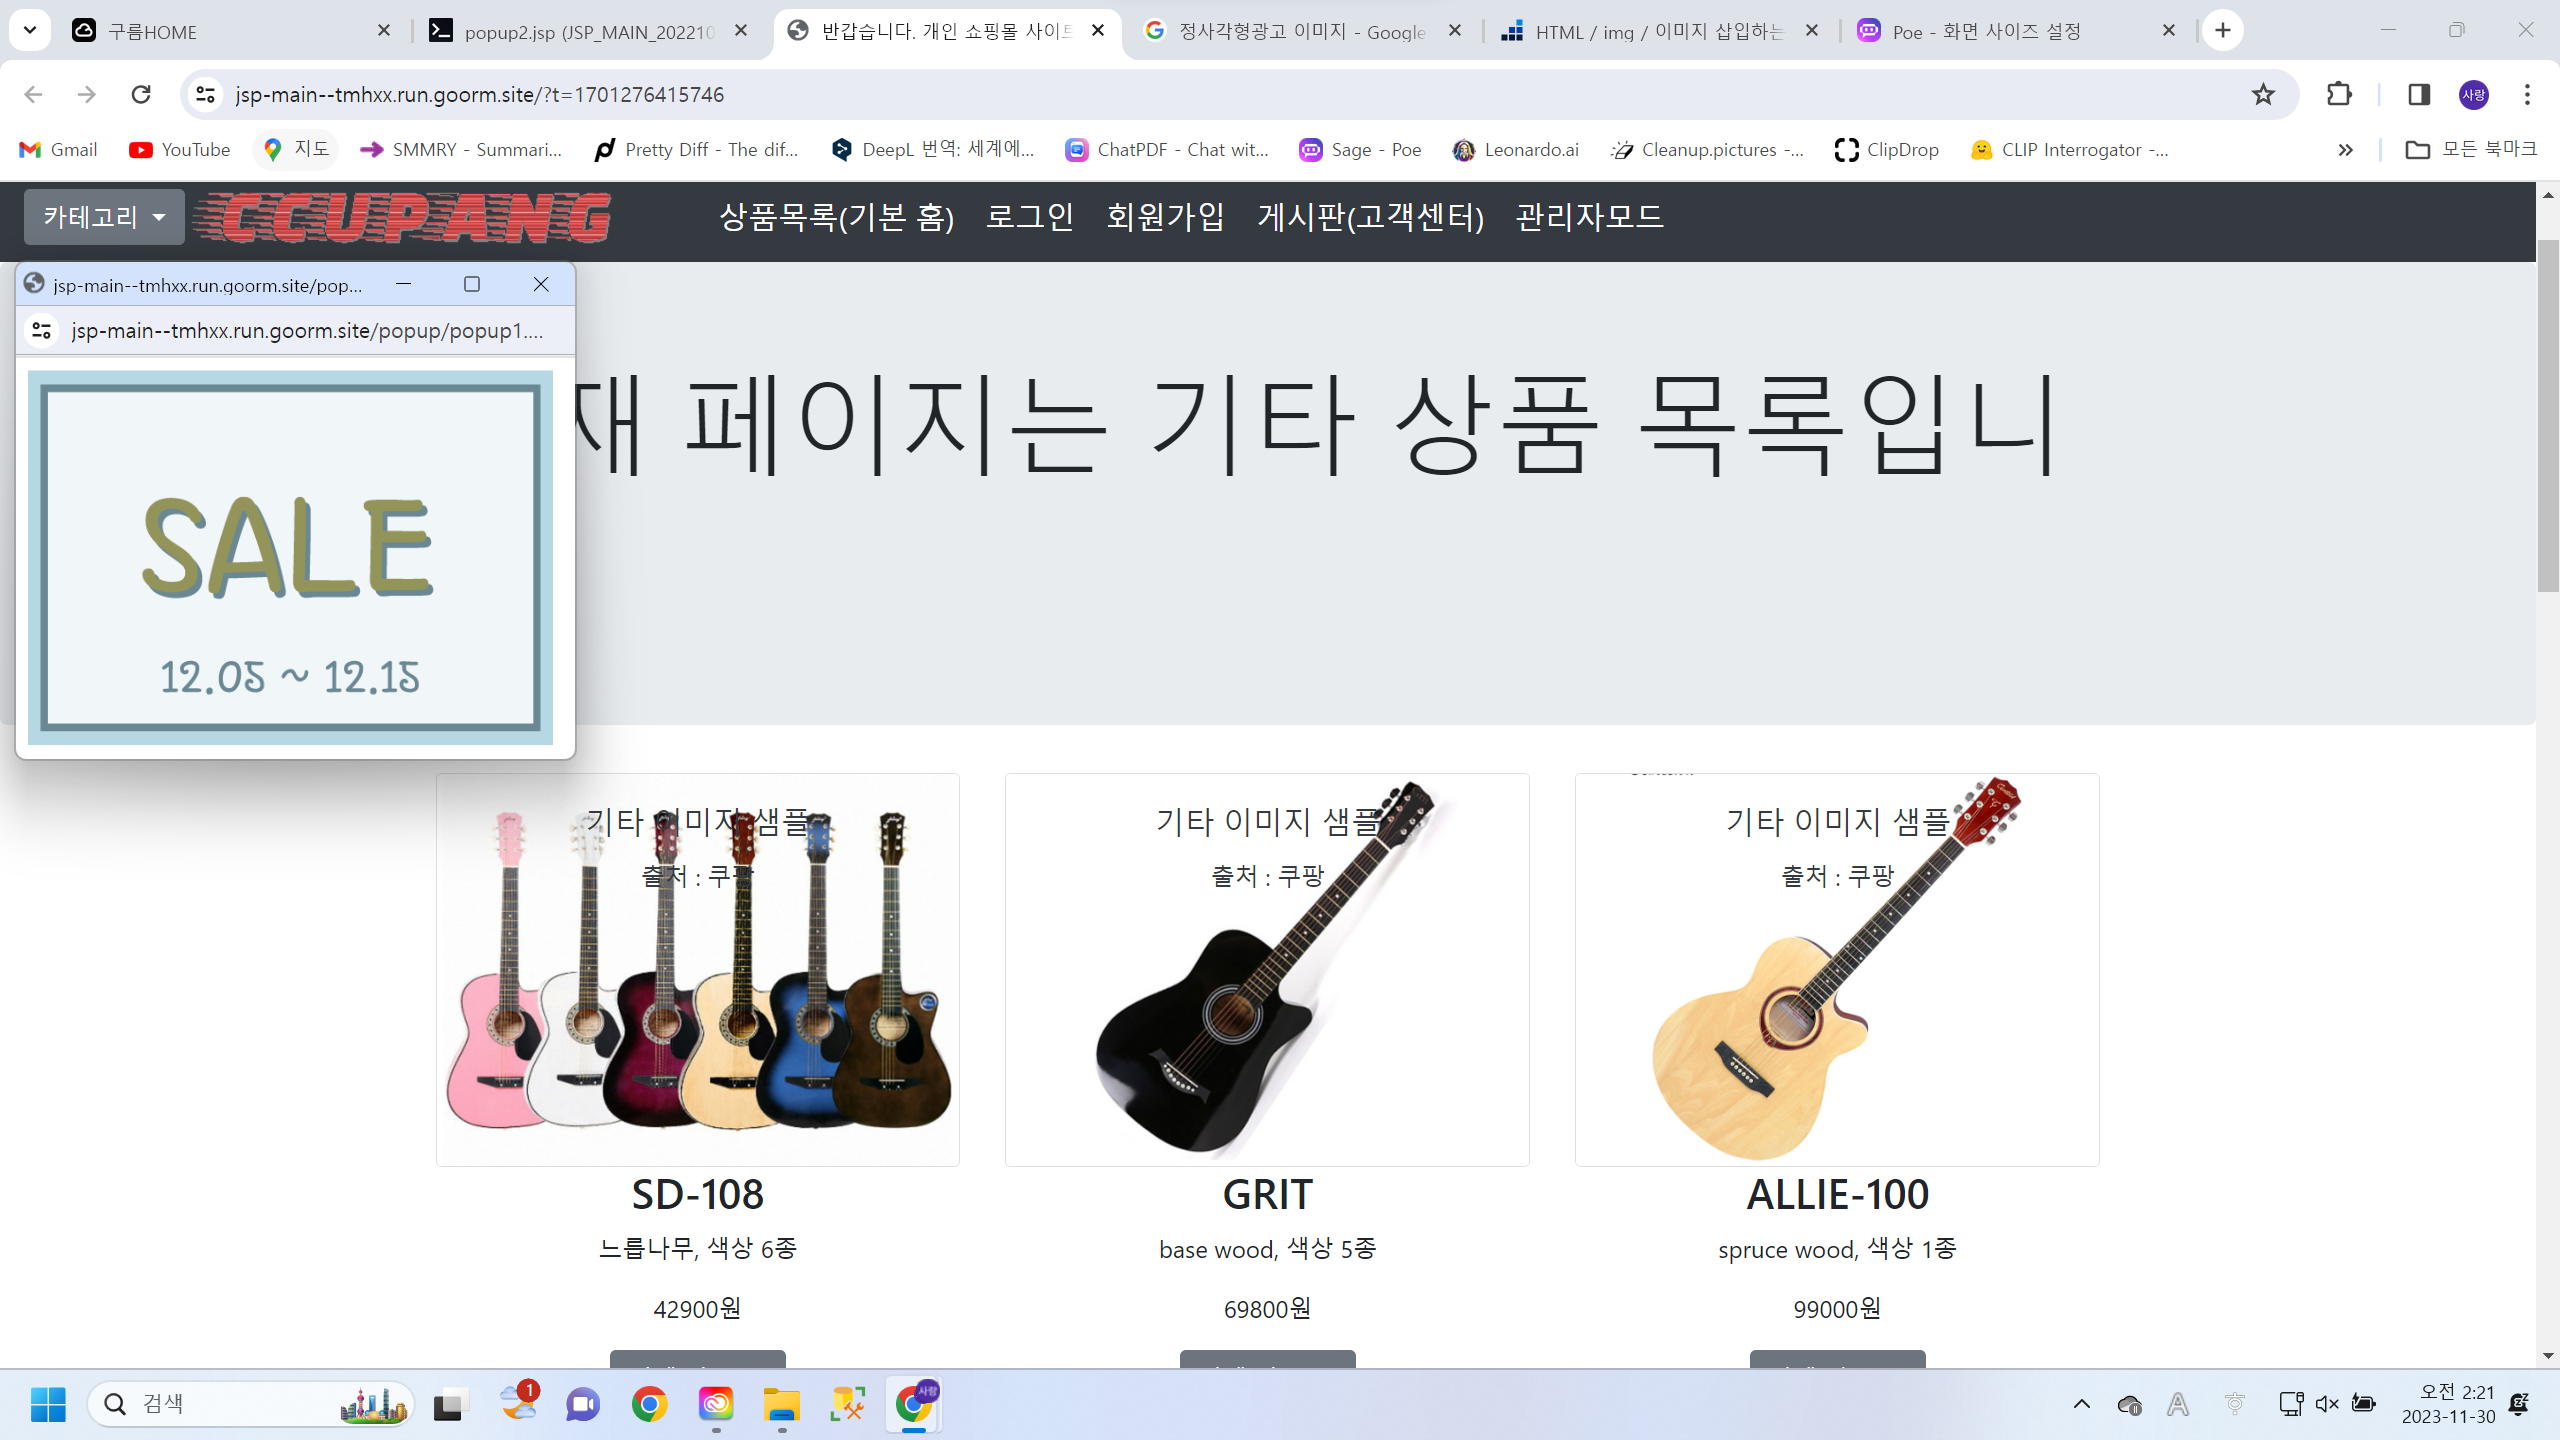 구름HOME
popup2.jsp (JSP_MAIN_202210
반갑습니다. 개인 쇼핑몰 사이트
정사각형광고 이미지 - Google
HTML / img / 이미지 삽입하는
Poe - 화면 사이즈 설정
jsp-main--tmhxx.run.goorm.site/?t=1701276415746
사랑
Gmail
YouTube
지도
SMMRY - Summari...
Pretty Diff - The dif...
DeepL 번역: 세계에...
ChatPDF - Chat wit...
Sage - Poe
Leonardo.ai
Cleanup.pictures -...
ClipDrop
CLIP Interrogator -...
모든 북마크
카테고리
CCUPANG
상품목록(기본 홈)
로그인
회원가입
게시판(고객센터)
관리자모드
jsp-main--tmhxx.run.goorm.site/pop...
jsp-main--tmhxx.run.goorm.site/popup/popup1....
재 페이지는 기타 상품 목록입니
SALE
12.05 ~ 12.15
기타 이미지 샘플
출처 : 쿠팡
기타 이미지 샘플
출처 : 쿠팡
기타 이미지 샘플
출처 : 쿠팡
SD-108
느릅나무, 색상 6종
42900원
GRIT
base wood, 색상 5종
69800원
ALLIE-100
spruce wood, 색상 1종
99000원
검색
1
사랑
A
오전 2:21
2023-11-30